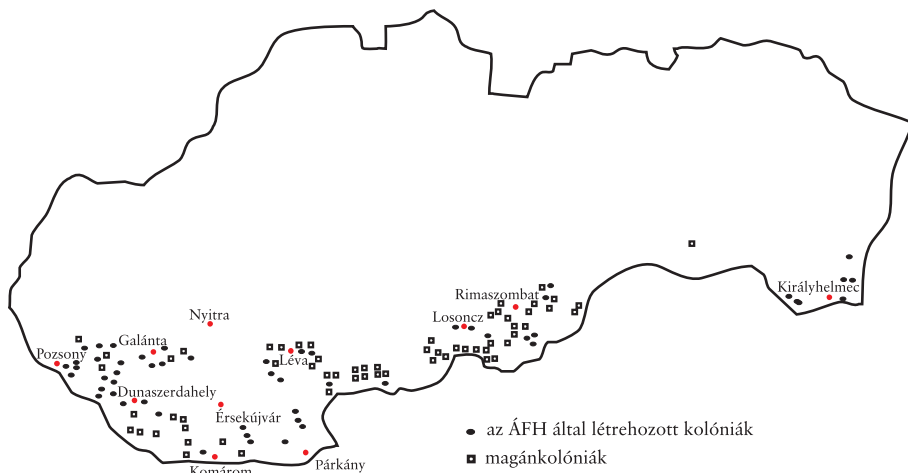 Királyhelmec
Rimaszombat
Nyitra
Losoncz
Galánta
Pozsony
Léva
Dunaszerdahely
Érsekújvár
az ÁFH által létrehozott kolóniák
Párkány
magánkolóniák
Komárom